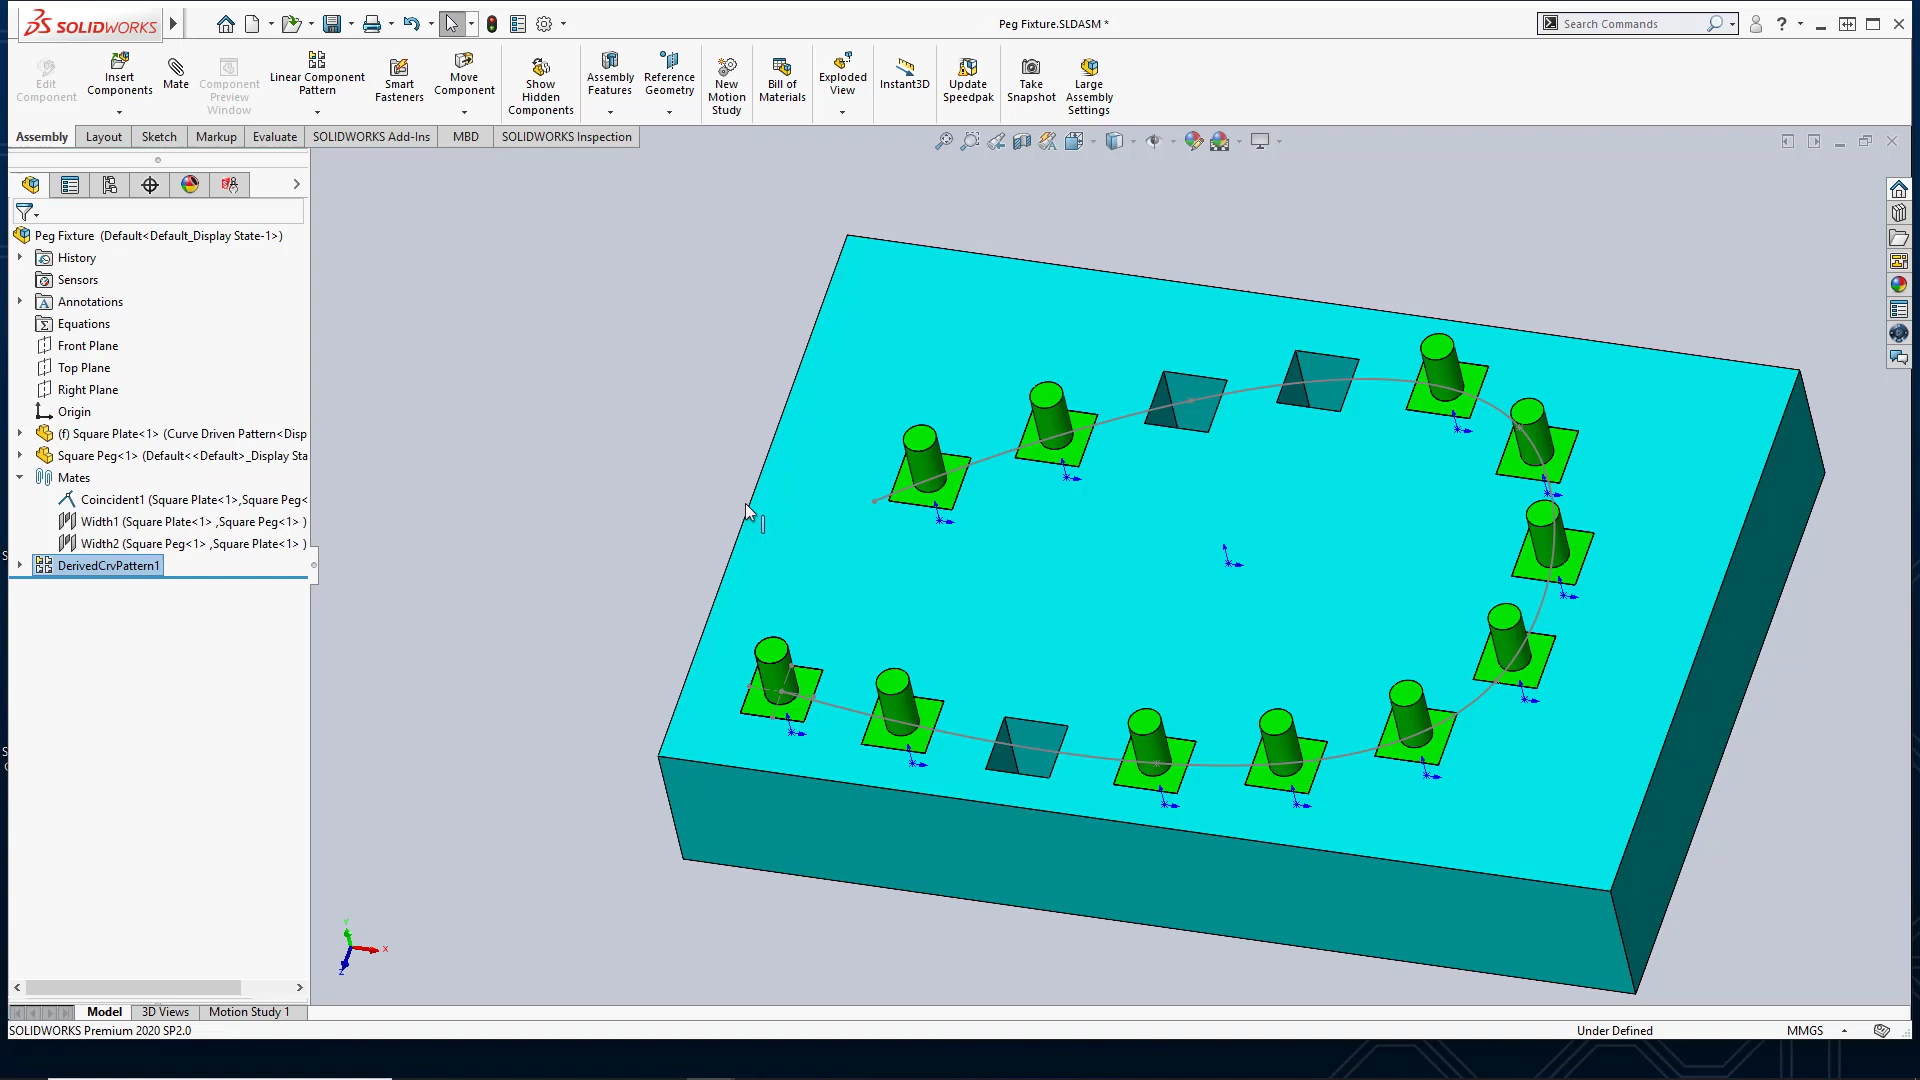 SOLIDWORKS
Peg Fixture.SLDASM *
Search Commands
?
Edit Component
Insert Components
Mate
Component Preview Window
Linear Component Pattern
Smart Fasteners
Move Component
Show Hidden Components
Assembly Features
Reference Geometry
New Motion Study
Bill of Materials
Exploded View
Instant3D
Update Speedpak
Take Snapshot
Large Assembly Settings
Assembly
Layout
Sketch
Markup
Evaluate
SOLIDWORKS Add-Ins
MBD
SOLIDWORKS Inspection
Peg Fixture (Default<Default_Display State-1>)
History
Sensors
Annotations
Equations
Front Plane
Top Plane
Right Plane
Origin
(f) Square Plate<1> (Curve Driven Pattern<Disp
Square Peg<1> (Default<<Default>_Display Sta
Mates
Coincident1 (Square Plate<1>,Square Peg<
Width1 (Square Plate<1> ,Square Peg<1> )
Width2 (Square Peg<1> ,Square Plate<1> )
DerivedCrvPattern1
Y
X
Z
Model
3D Views
Motion Study 1
SOLIDWORKS Premium 2020 SP2.0
Under Defined
MMGS